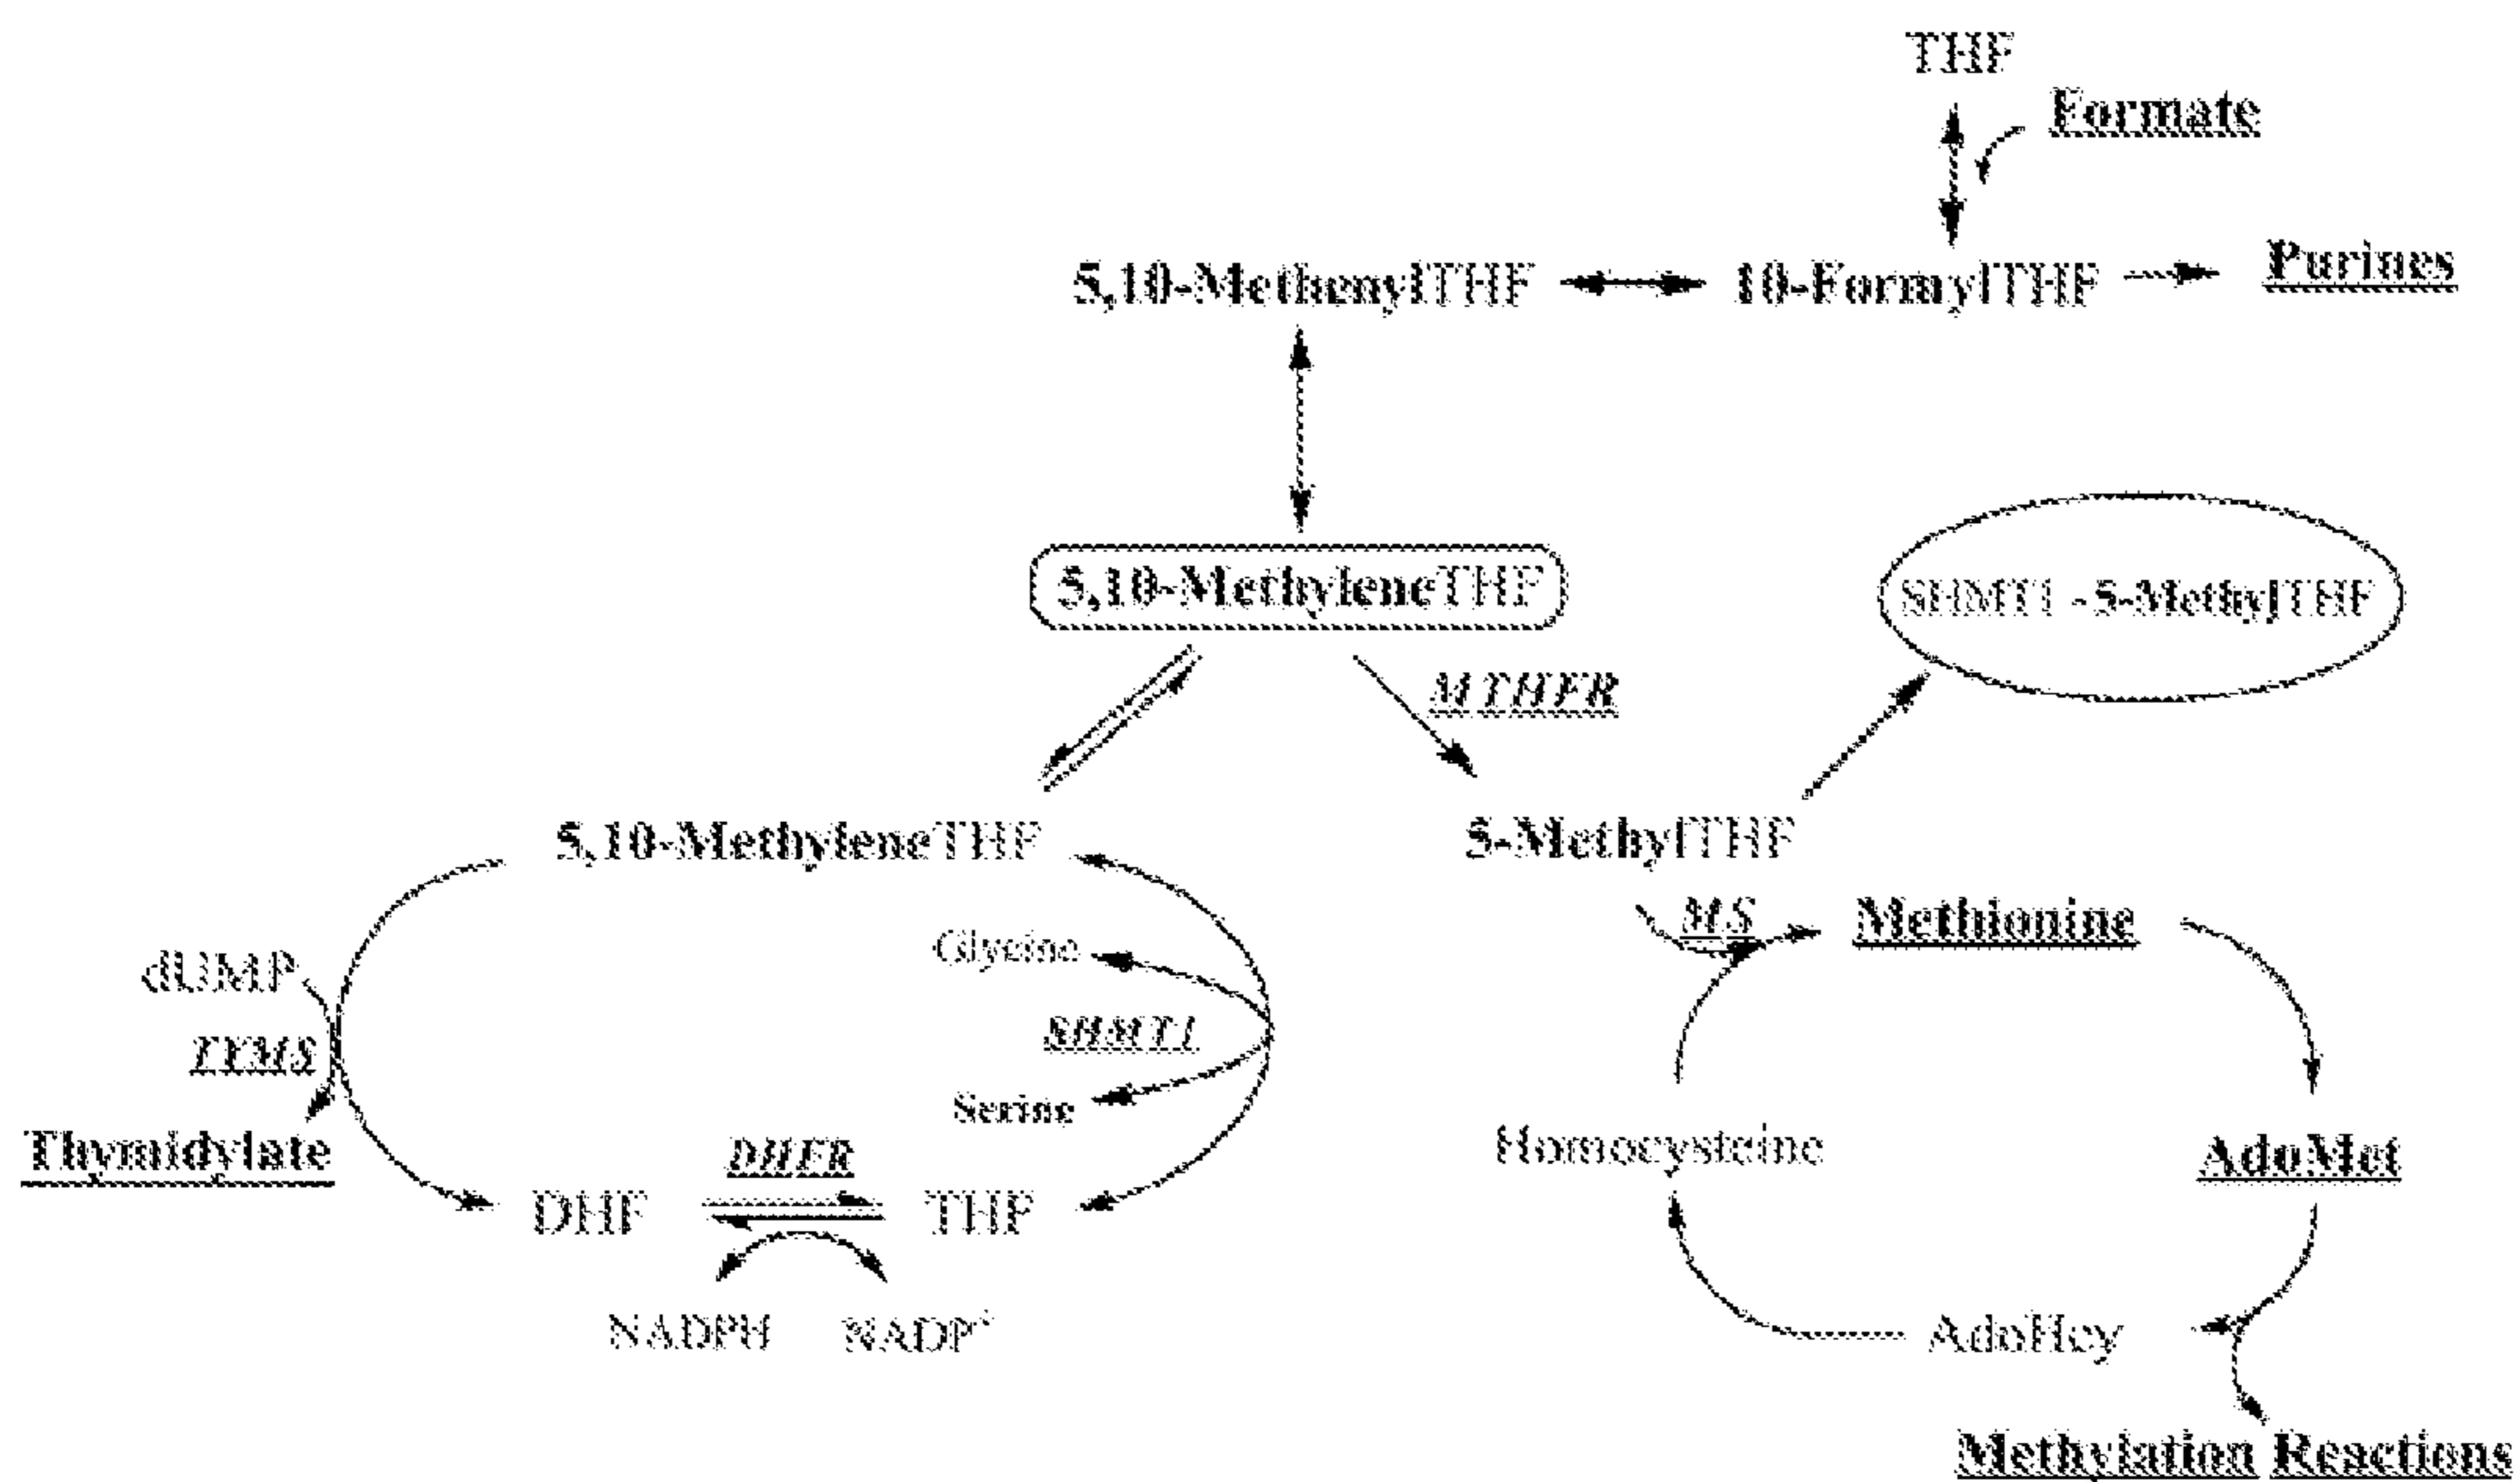 THF
Formate
5,10-MethenylTHF
10-FormylTHF
Purines
5,10-MethyleneTHF
SHMT1 -5-MethylTHF
MTHFR
5,10-MethyleneTHF
5-MethylTHF
MS
Methionine
Glycine
dUMP
SHMT1
TYMS
Serine
Thymidylate
DHFR
Homocysteine
AdoMet
DHF
THF
NADPH
NADP+
AdoHcy
Methylation Reactions